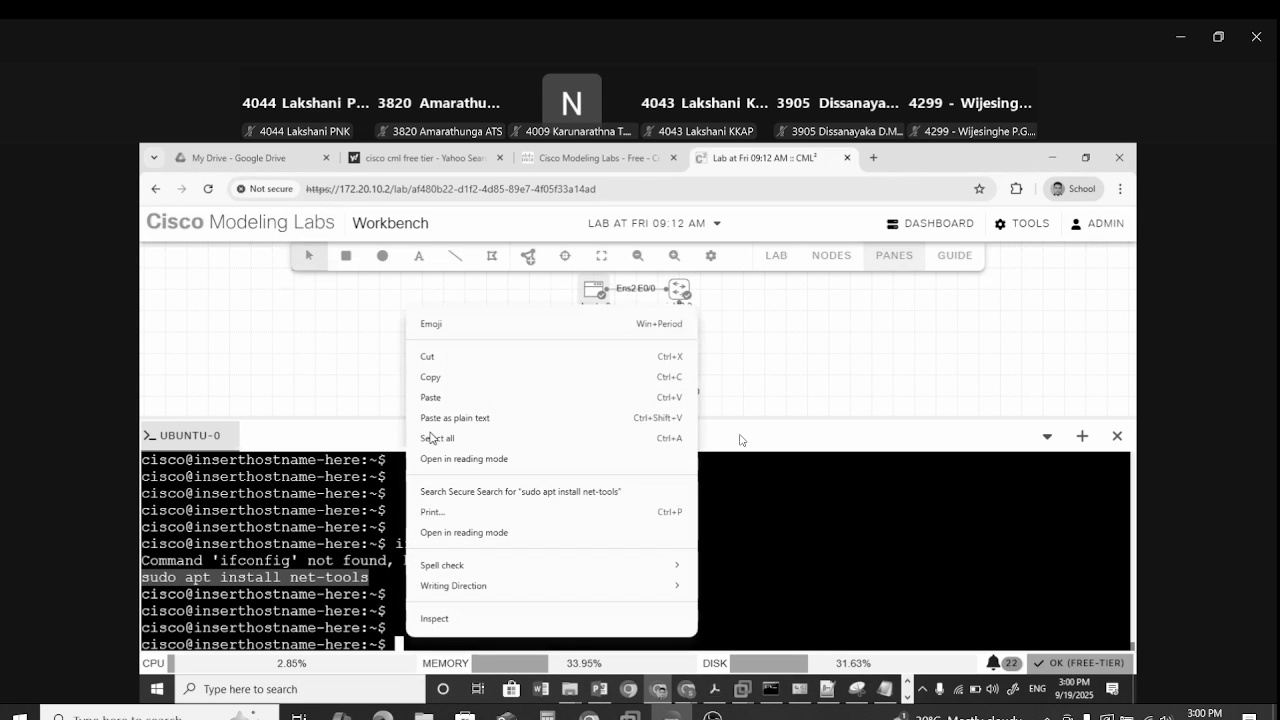 4044 Lakshani P... 3820 Amarathu... N 4043 Lakshani K... 3905 Dissanaya... 4299 - Wijesing...
4044 Lakshani PNK 3820 Amarathunga ATS 4009 Karunarathna T... 4043 Lakshani KKAP 3905 Dissanayaka D.M... 4299 - Wijesinghe P.G....
My Drive - Google Drive cisco cml free tier - Yahoo Sear Cisco Modeling Labs - Free - C Lab at Fri 09:12 AM :: CML²
Not secure https://172.20.10.2/lab/af480b22-d1f2-4d85-89e7-4f05f33a14ad School
Cisco Modeling Labs Workbench LAB AT FRI 09:12 AM DASHBOARD TOOLS ADMIN
A LAB NODES PANES GUIDE
Ens2 E0/0
Emoji Win+Period
Cut Ctrl+X
Copy Ctrl+C
Paste Ctrl+V
Paste as plain text Ctrl+Shift+V
Select all Ctrl+A
Open in reading mode
Search Secure Search for "sudo apt install net-tools"
Print... Ctrl+P
Open in reading mode
Spell check
Writing Direction
Inspect
UBUNTU-0
cisco@inserthostname-here:~$
cisco@inserthostname-here:~$
cisco@inserthostname-here:~$
cisco@inserthostname-here:~$
cisco@inserthostname-here:~$
cisco@inserthostname-here:~$ i
Command 'ifconfig' not found,
sudo apt install net-tools
cisco@inserthostname-here:~$
cisco@inserthostname-here:~$
cisco@inserthostname-here:~$
cisco@inserthostname-here:~$
CPU 2.85% MEMORY 33.95% DISK 31.63% 22 OK (FREE-TIER)
Type here to search ENG 3:00 PM
9/19/2025
Type here to search Mostly cloudy 3:00 PM